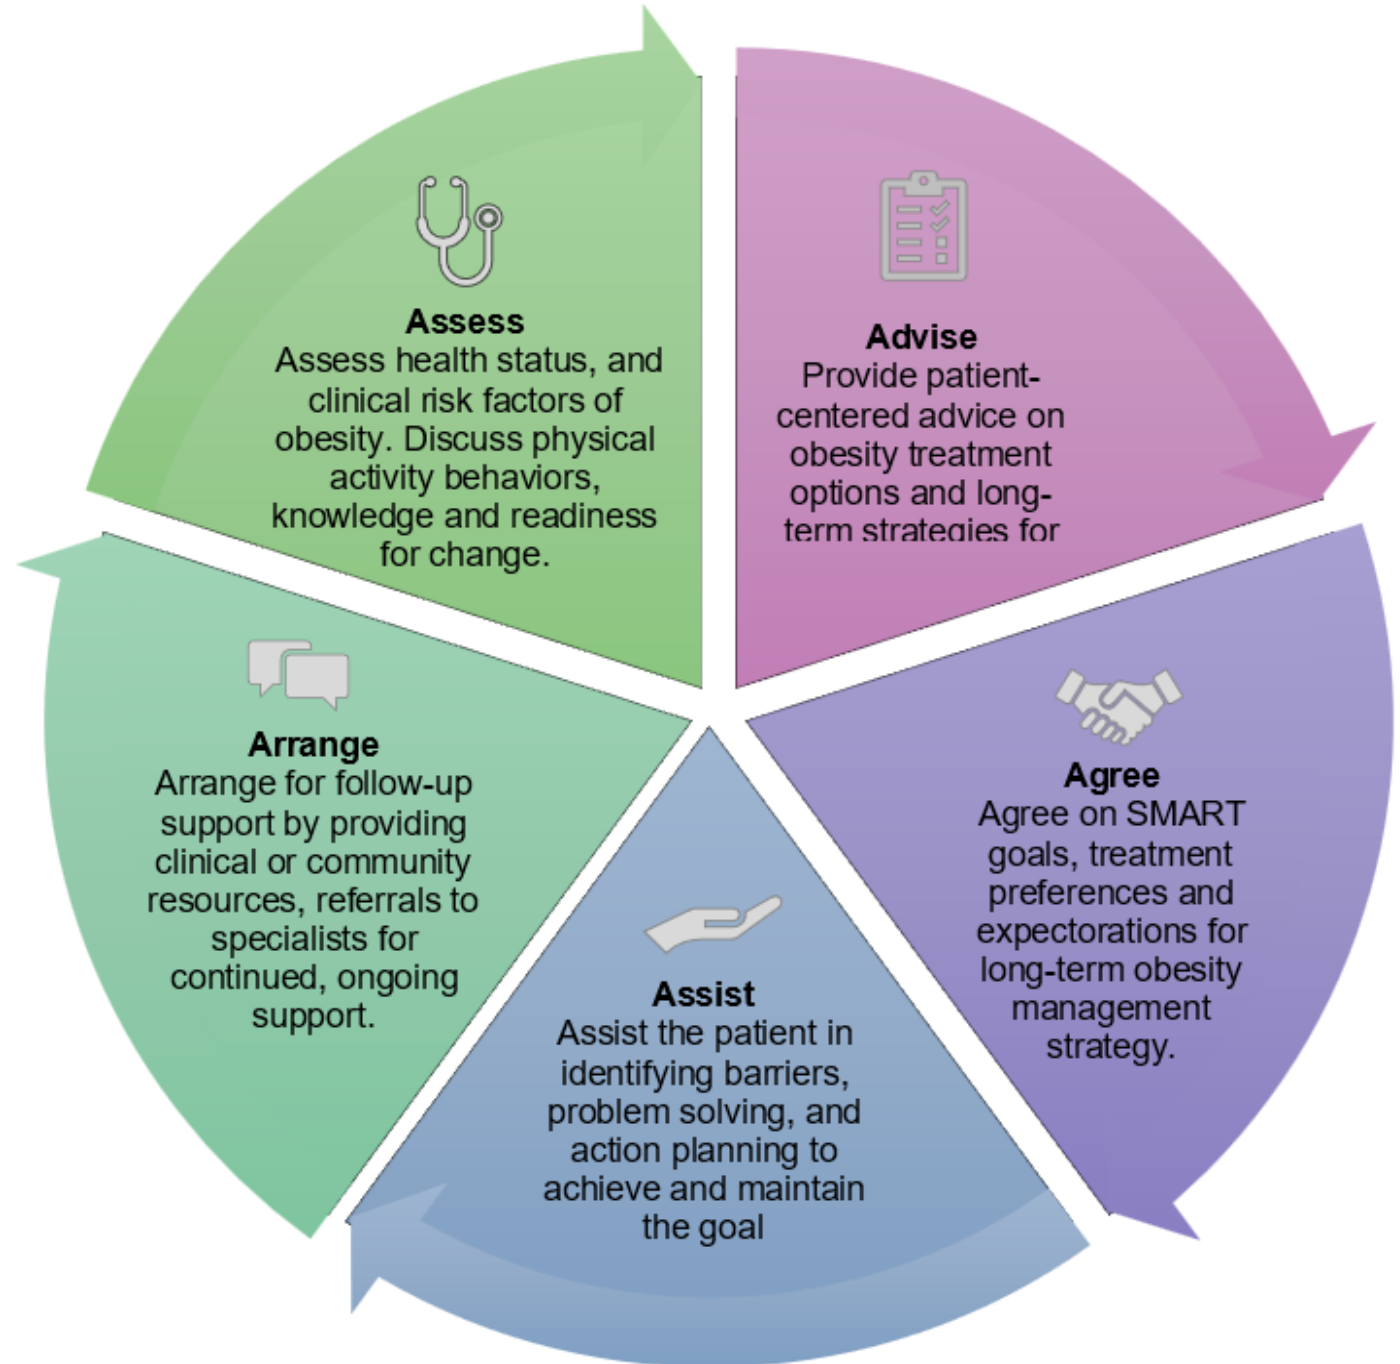 Assess
Assess health status, and
clinical risk factors of
obesity. Discuss physical
activity behaviors,
knowledge and readiness
for change.
Advise
Provide patient-
centered advice on
obesity treatment
options and long-
term strategies for
Agree
Agree on SMART
goals, treatment
preferences and
expectorations for
long-term obesity
management
strategy.
Assist
Assist the patient in
identifying barriers,
problem solving, and
action planning to
achieve and maintain
the goal
Arrange
Arrange for follow-up
support by providing
clinical or community
resources, referrals to
specialists for
continued, ongoing
support.